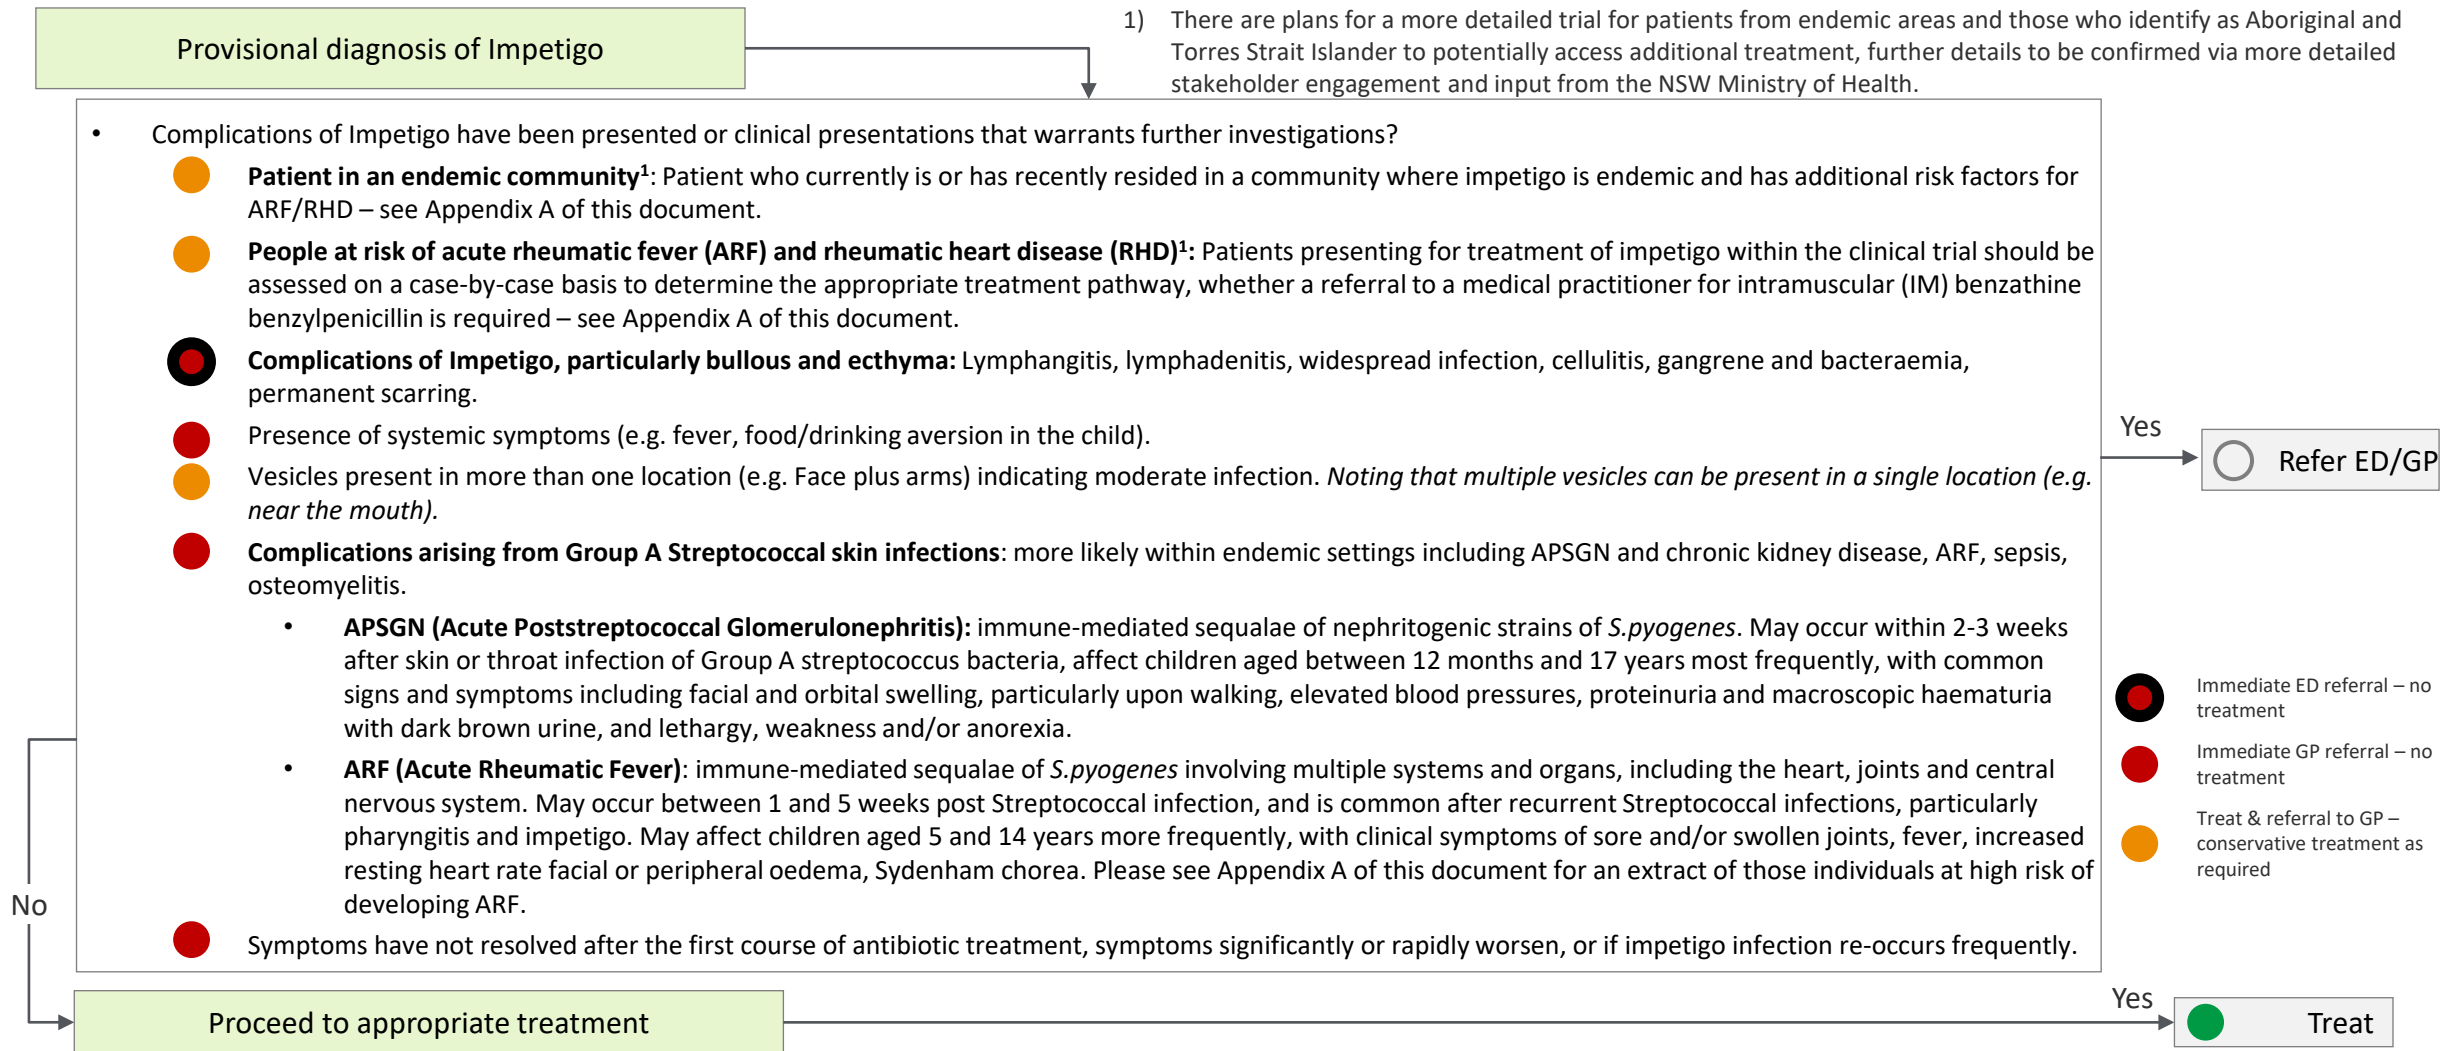 Provisional diagnosis of Impetigo
1) There are plans for a more detailed trial for patients from endemic areas and those who identify as Aboriginal and
Torres Strait Islander to potentially access additional treatment, further details to be confirmed via more detailed
stakeholder engagement and input from the NSW Ministry of Health.
• Complications of Impetigo have been presented or clinical presentations that warrants further investigations?
Patient in an endemic community1: Patient who currently is or has recently resided in a community where impetigo is endemic and has additional risk factors for
ARF/RHD – see Appendix A of this document.
People at risk of acute rheumatic fever (ARF) and rheumatic heart disease (RHD)1: Patients presenting for treatment of impetigo within the clinical trial should be
assessed on a case-by-case basis to determine the appropriate treatment pathway, whether a referral to a medical practitioner for intramuscular (IM) benzathine
benzylpenicillin is required – see Appendix A of this document.
Complications of Impetigo, particularly bullous and ecthyma: Lymphangitis, lymphadenitis, widespread infection, cellulitis, gangrene and bacteraemia,
permanent scarring.
Presence of systemic symptoms (e.g. fever, food/drinking aversion in the child).
Vesicles present in more than one location (e.g. Face plus arms) indicating moderate infection. Noting that multiple vesicles can be present in a single location (e.g.
near the mouth).
Complications arising from Group A Streptococcal skin infections: more likely within endemic settings including APSGN and chronic kidney disease, ARF, sepsis,
osteomyelitis.
• APSGN (Acute Poststreptococcal Glomerulonephritis): immune-mediated sequalae of nephritogenic strains of S.pyogenes. May occur within 2-3 weeks
after skin or throat infection of Group A streptococcus bacteria, affect children aged between 12 months and 17 years most frequently, with common
signs and symptoms including facial and orbital swelling, particularly upon walking, elevated blood pressures, proteinuria and macroscopic haematuria
with dark brown urine, and lethargy, weakness and/or anorexia.
• ARF (Acute Rheumatic Fever): immune-mediated sequalae of S.pyogenes involving multiple systems and organs, including the heart, joints and central
nervous system. May occur between 1 and 5 weeks post Streptococcal infection, and is common after recurrent Streptococcal infections, particularly
pharyngitis and impetigo. May affect children aged 5 and 14 years more frequently, with clinical symptoms of sore and/or swollen joints, fever, increased
resting heart rate facial or peripheral oedema, Sydenham chorea. Please see Appendix A of this document for an extract of those individuals at high risk of
developing ARF.
Symptoms have not resolved after the first course of antibiotic treatment, symptoms significantly or rapidly worsen, or if impetigo infection re-occurs frequently.
Yes
Refer ED/GP
Immediate ED referral – no
treatment
Immediate GP referral – no
treatment
Treat & referral to GP –
conservative treatment as
required
No
Proceed to appropriate treatment
Yes
Treat